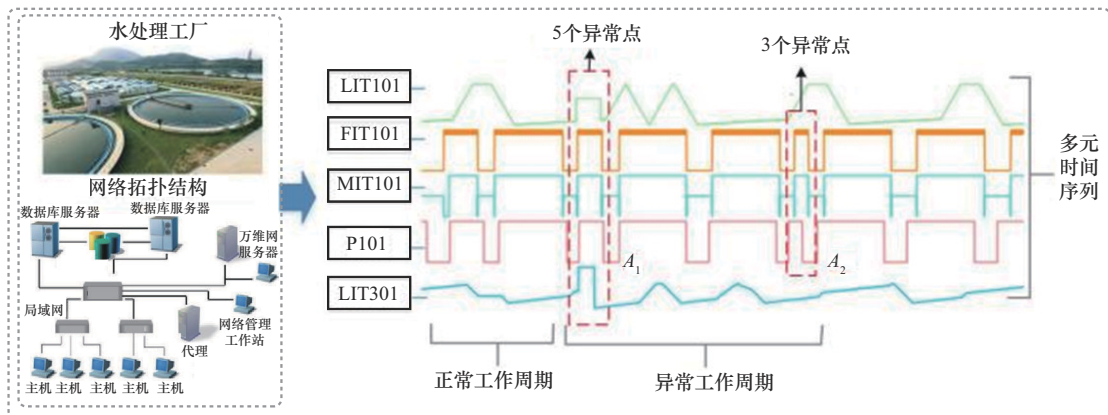 水处理工厂
网络拓扑结构
数据库服务器
数据库服务器
万维网
服务器
局域网
代理
网络管理
工作站
主机
主机
主机
主机
主机
5个异常点
3个异常点
LIT101
FIT101
MIT101
P101
LIT301
A₁
A₂
正常工作周期
异常工作周期
多元
时间
序列